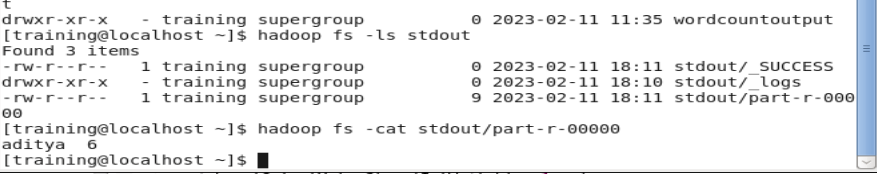 t
drwxr-xr-x   - training supergroup          0 2023-02-11 11:35 wordcountoutput
[training@localhost ~]$ hadoop fs -ls stdout
Found 3 items
-rw-r--r--   1 training supergroup          0 2023-02-11 18:11 stdout/_SUCCESS
drwxr-xr-x   - training supergroup          0 2023-02-11 18:10 stdout/_logs
-rw-r--r--   1 training supergroup          9 2023-02-11 18:11 stdout/part-r-000
00
[training@localhost ~]$ hadoop fs -cat stdout/part-r-00000
aditya  6
[training@localhost ~]$